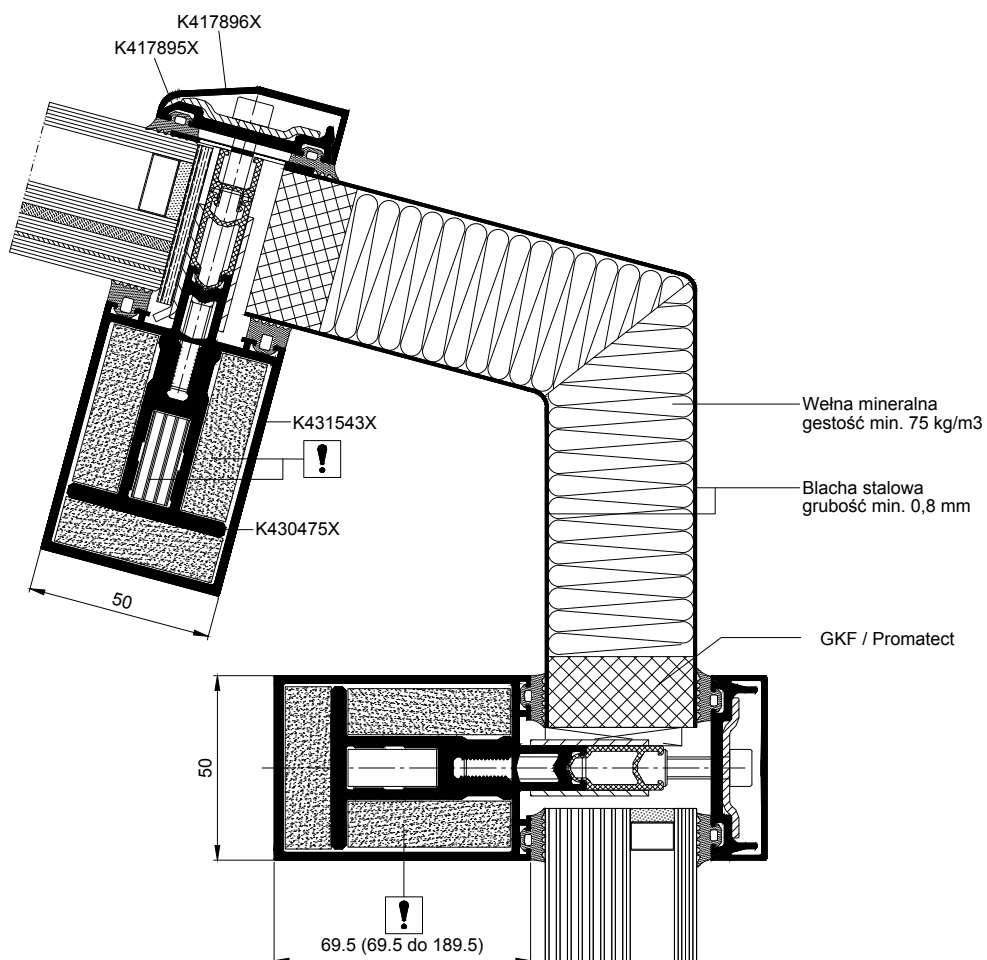 K417896X
K417895X
K431543X
!
Wełna mineralna
gestość min. 75 kg/m3
Blacha stalowa
grubość min. 0,8 mm
K430475X
50
GKF / Promatect
50
!
69.5 (69.5 do 189.5)